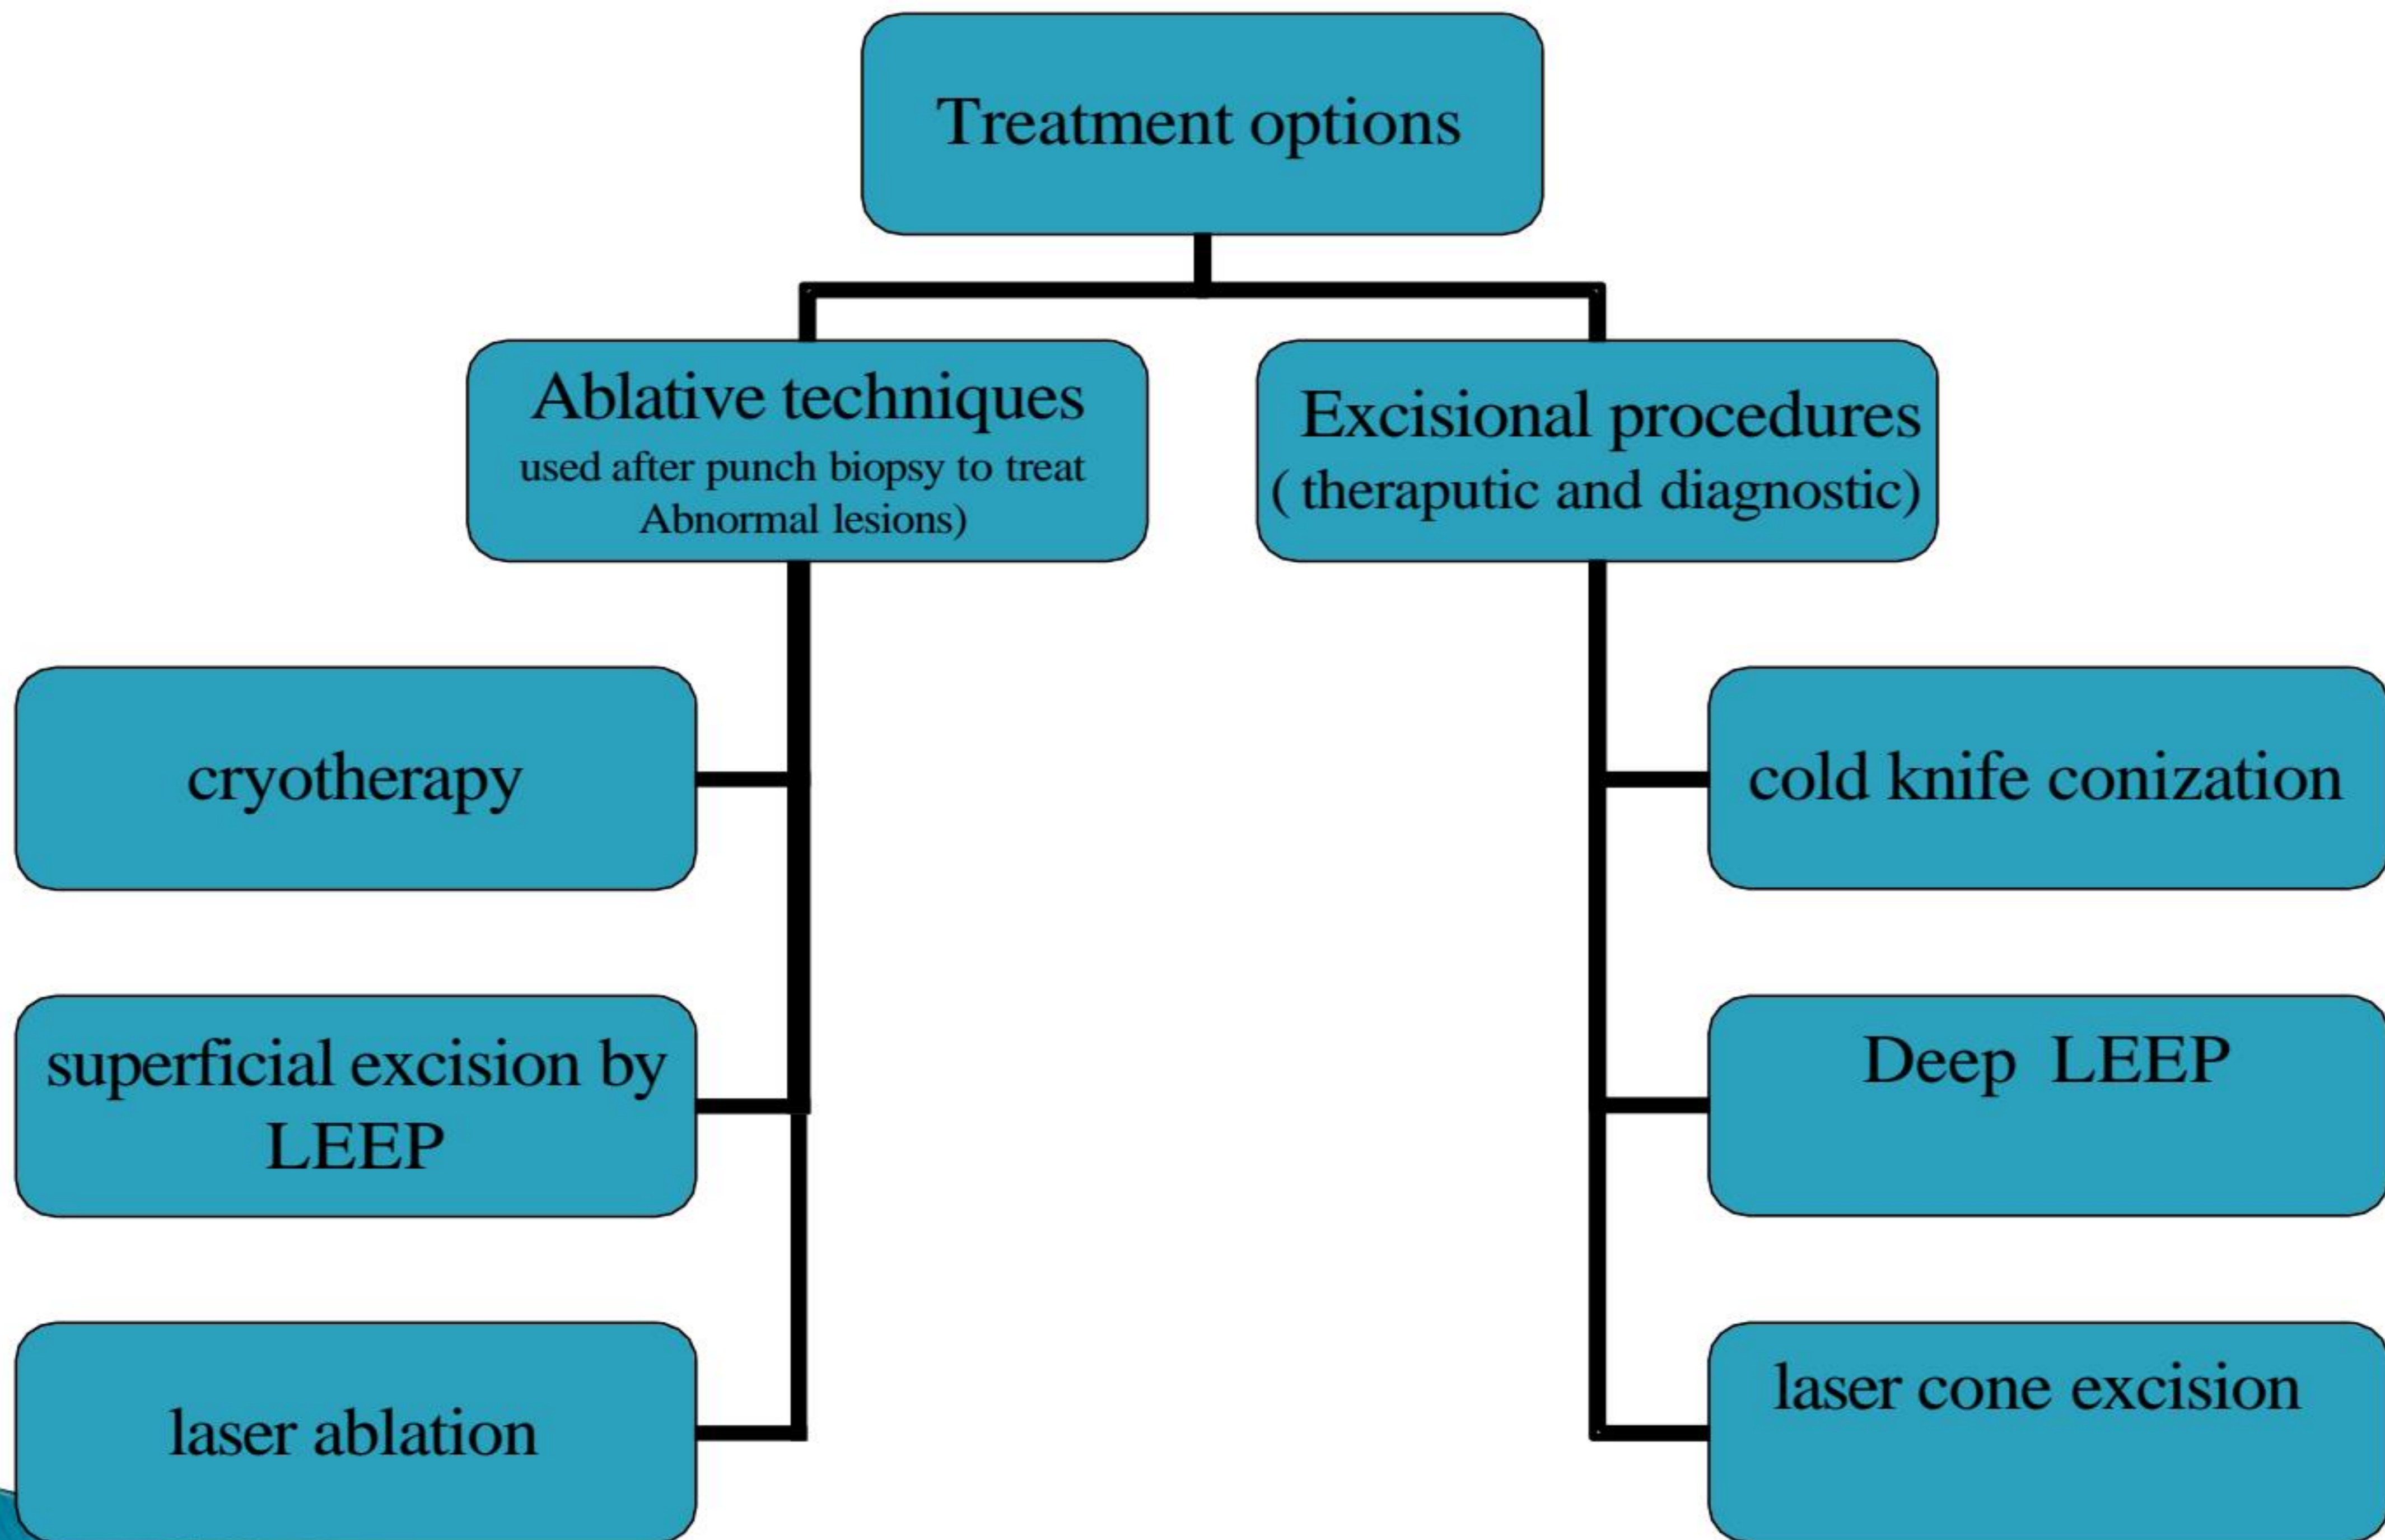 Treatment options
Ablative techniques
used after punch biopsy to treat
Abnormal lesions)
Excisional procedures
( theraputic and diagnostic)
cryotherapy
superficial excision by
LEEP
laser ablation
cold knife conization
Deep LEEP
laser cone excision